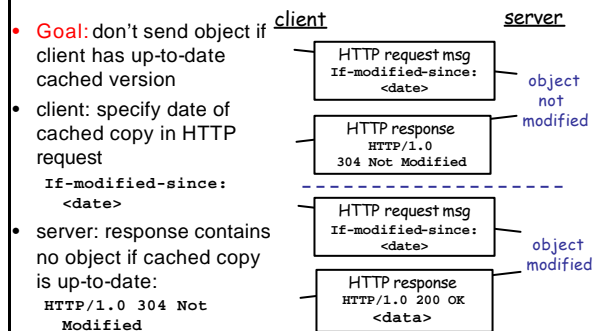 Goal: don't send object if
client has up-to-date
cached version
client: specify date of
cached copy in HTTP
request
If-modified-since:
<date>
server: response contains
no object if cached copy
is up-to-date:
HTTP/1.0 304 Not
Modified
client
server
HTTP request msg
If-modified-since:
<date>
object
not
modified
HTTP response
HTTP/1.0
304 Not Modified
HTTP request msg
If-modified-since:
<date>
object
modified
HTTP response
HTTP/1.0 200 OK
<data>